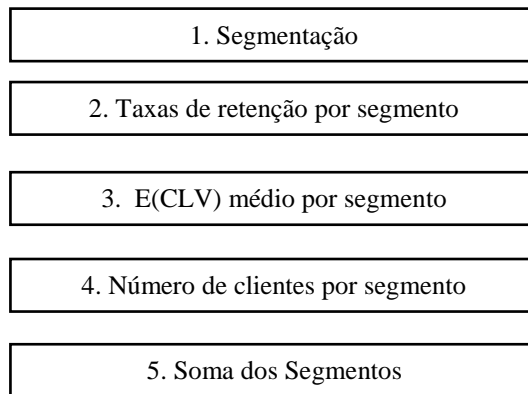 1. Segmentação
2. Taxas de retenção por segmento
3. E(CLV) médio por segmento
4. Número de clientes por segmento
5. Soma dos Segmentos